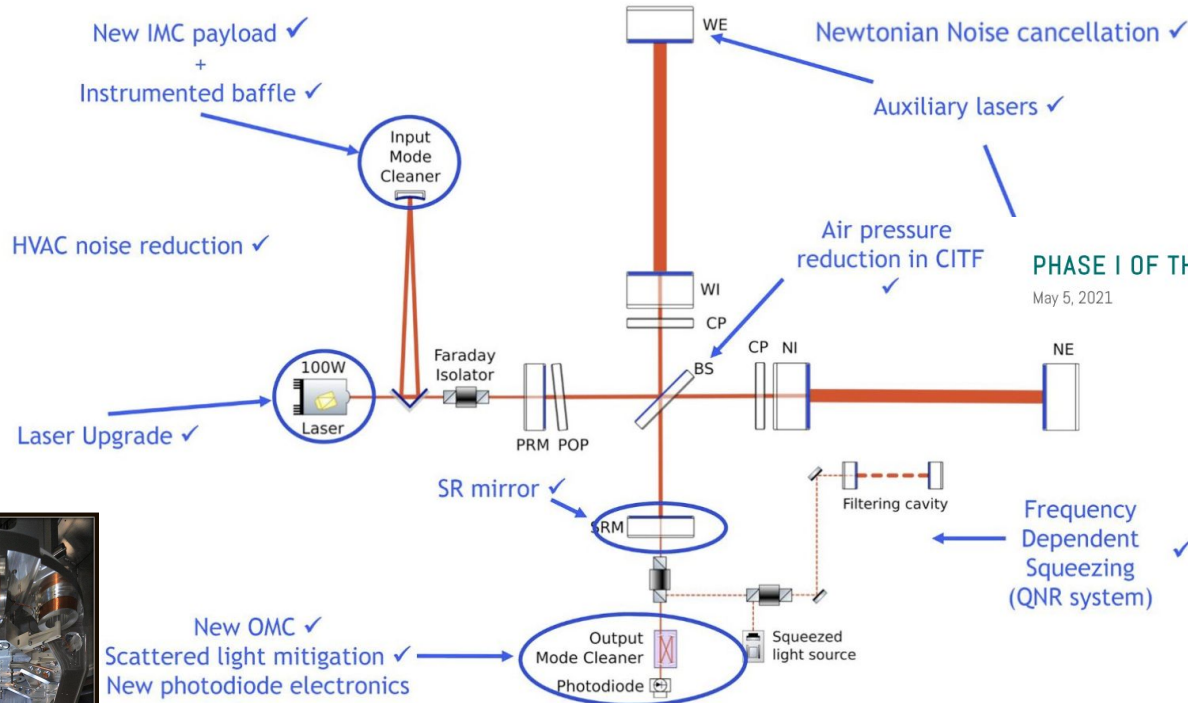 New IMC payload ✓
+
Instrumented baffle ✓
WE
Newtonian Noise cancellation ✓
Auxiliary lasers ✓
Input
Mode
Cleaner
HVAC noise reduction ✓
Air pressure
reduction in CITF
✓
PHASE I OF TH
May 5, 2021
WI
CP
100W
Laser
Faraday
Isolator
BS
CP
NI
NE
Laser Upgrade ✓
PRM
POP
SR mirror ✓
SRM
Filtering cavity
Frequency
Dependent
Squeezing ✓
(QNR system)
New OMC ✓
Scattered light mitigation ✓
New photodiode electronics
Output
Mode Cleaner
Photodiode
Squeezed
light source